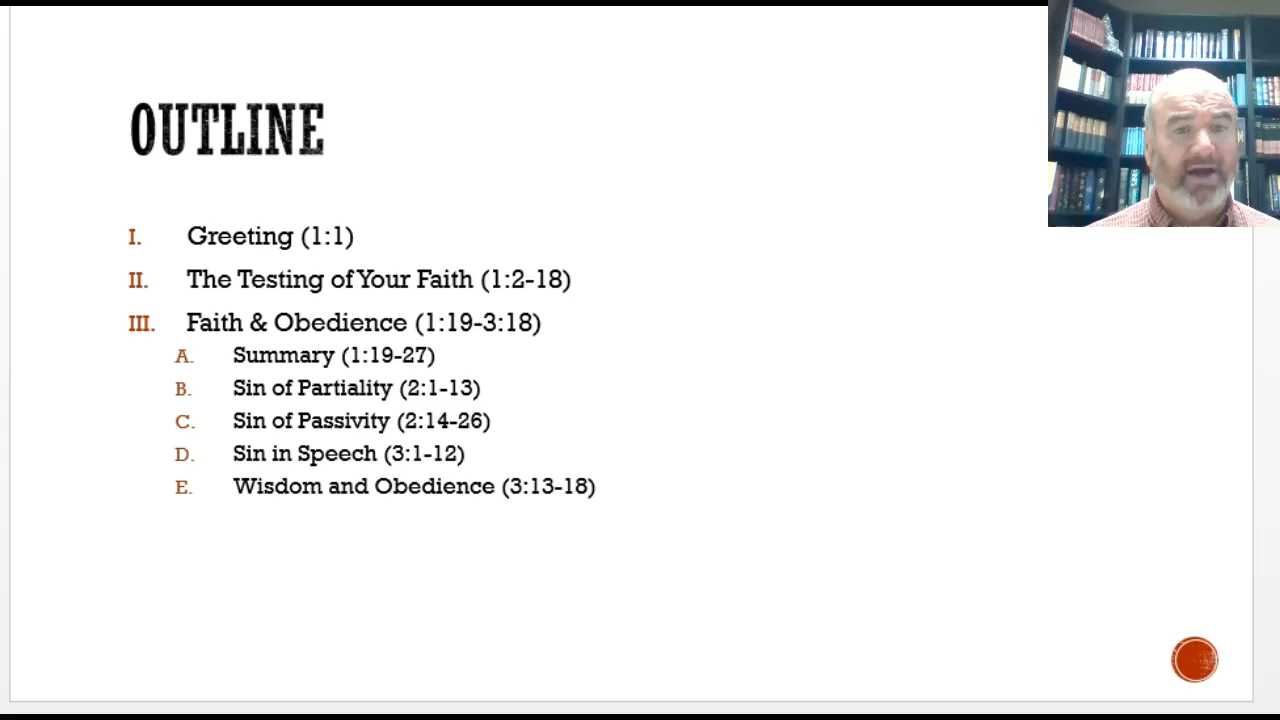 OUTLINE
I. Greeting (1:1)
II. The Testing of Your Faith (1:2-18)
III. Faith & Obedience (1:19-3:18)
A. Summary (1:19-27)
B. Sin of Partiality (2:1-13)
C. Sin of Passivity (2:14-26)
D. Sin in Speech (3:1-12)
E. Wisdom and Obedience (3:13-18)